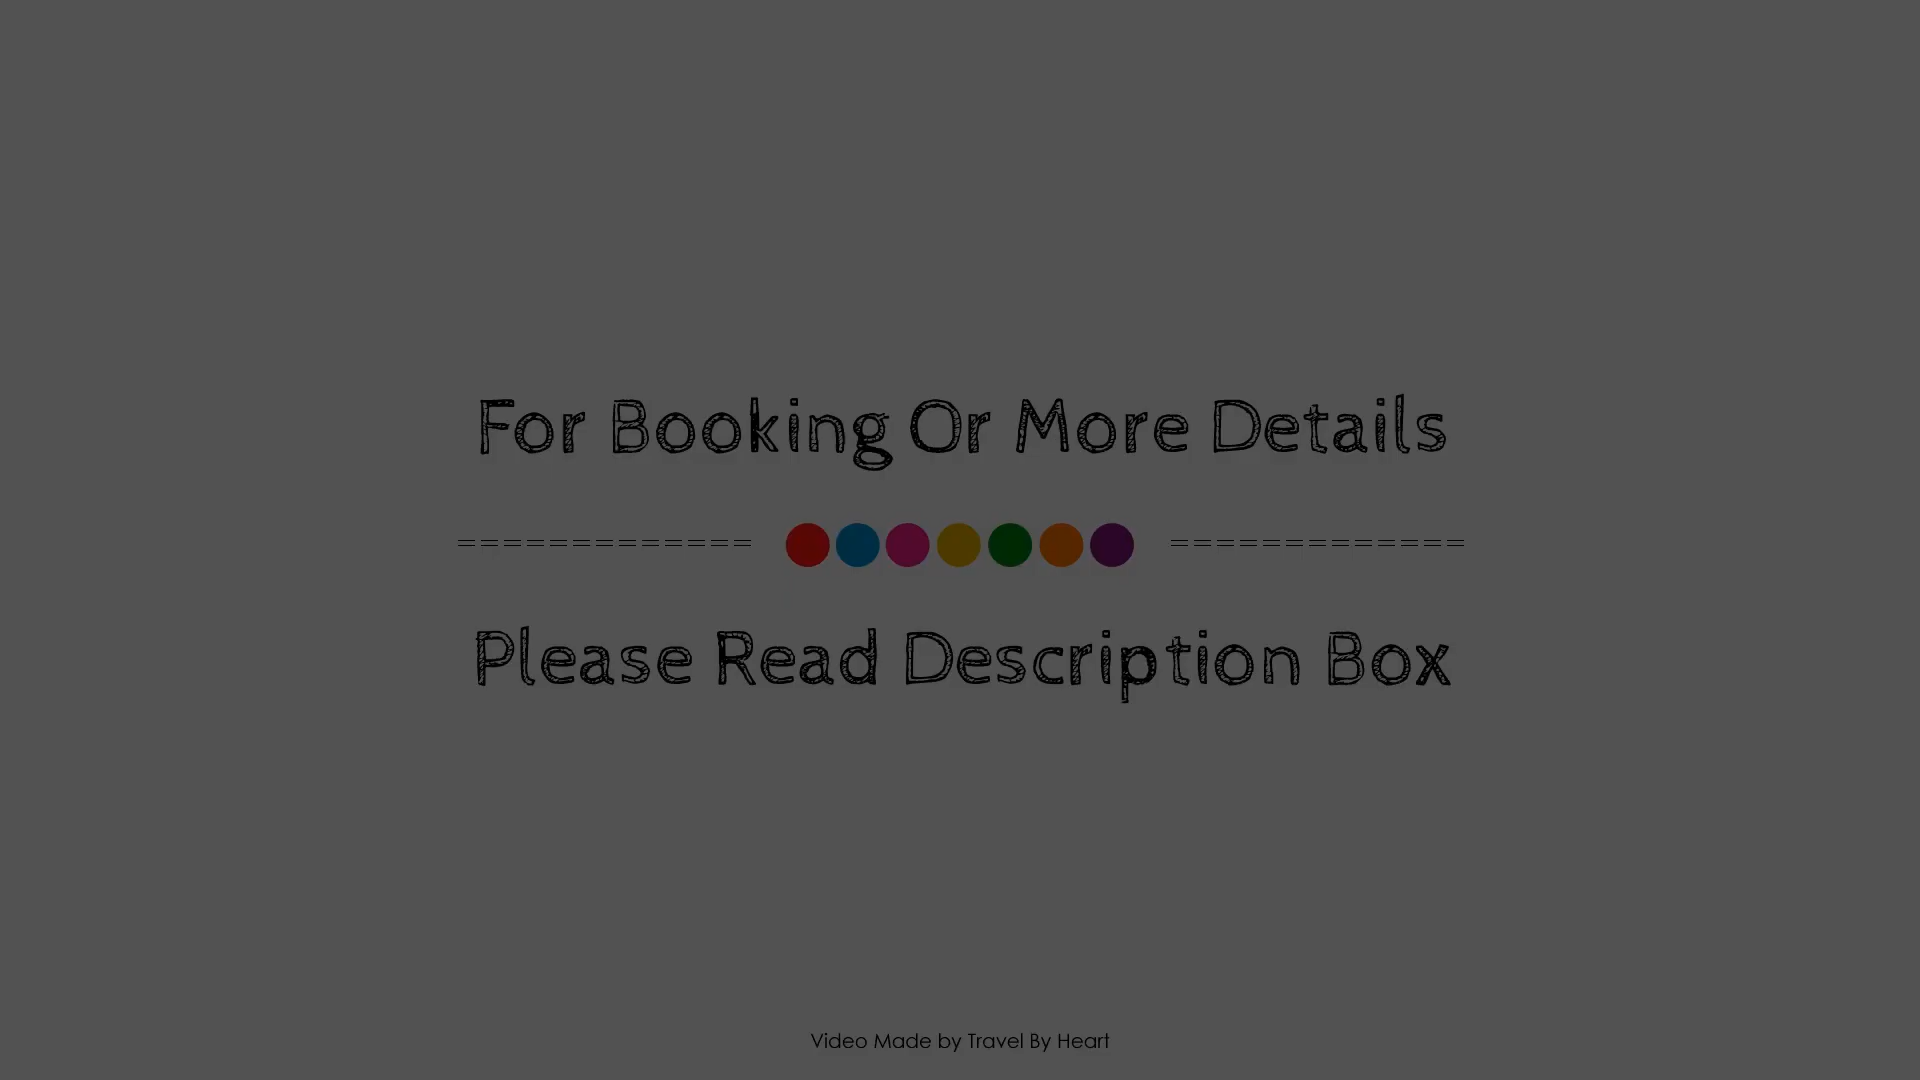 For Booking Or More Details
============= =============
Please Read Description Box
Video Made by Travel By Heart